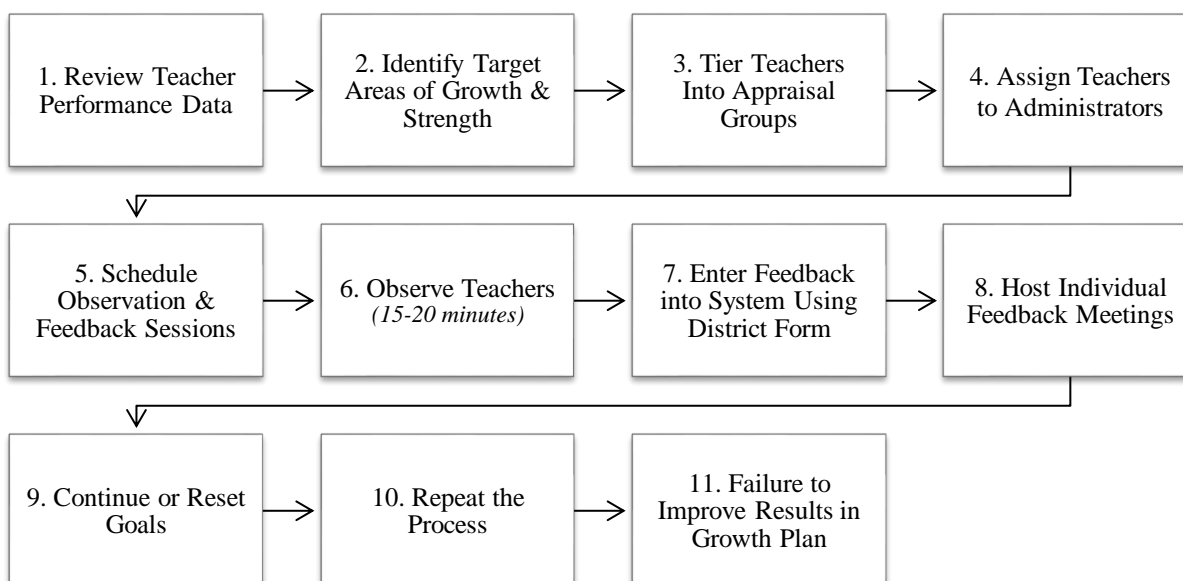 1. Review Teacher
Performance Data
2. Identify Target
Areas of Growth &
Strength
3. Tier Teachers
Into Appraisal
Groups
4. Assign Teachers
to Administrators
5. Schedule
Observation &
Feedback Sessions
6. Observe Teachers
(15-20 minutes)
7. Enter Feedback
into System Using
District Form
8. Host Individual
Feedback Meetings
9. Continue or Reset
Goals
10. Repeat the
Process
11. Failure to
Improve Results in
Growth Plan